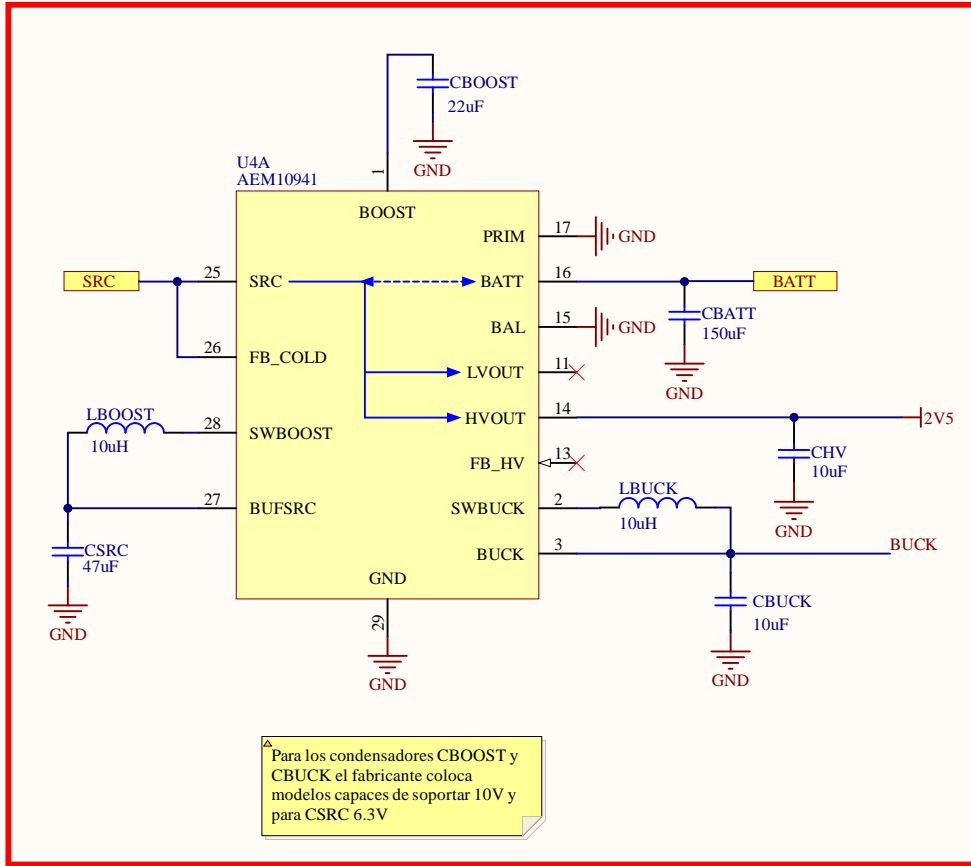 CBOOST
22uF
GND
U4A
AEM10941
1
BOOST
PRIM
17
GND
SRC
25
SRC
BATT
16
BATT
CBATT
150uF
GND
BAL
15
GND
26
FB_COLD
LVOUT
11
LBOOST
10uH
28
SWBOOST
HVOUT
14
2V5
CHV
10uF
GND
FB_HV
13
27
BUFSRC
SWBUCK
2
LBUCK
10uH
CSRC
47uF
GND
BUCK
3
BUCK
CBUCK
10uF
GND
GND
29
GND
Para los condensadores CBOOST y
CBUCK el fabricante coloca
modelos capaces de soportar 10V y
para CSRC 6.3V